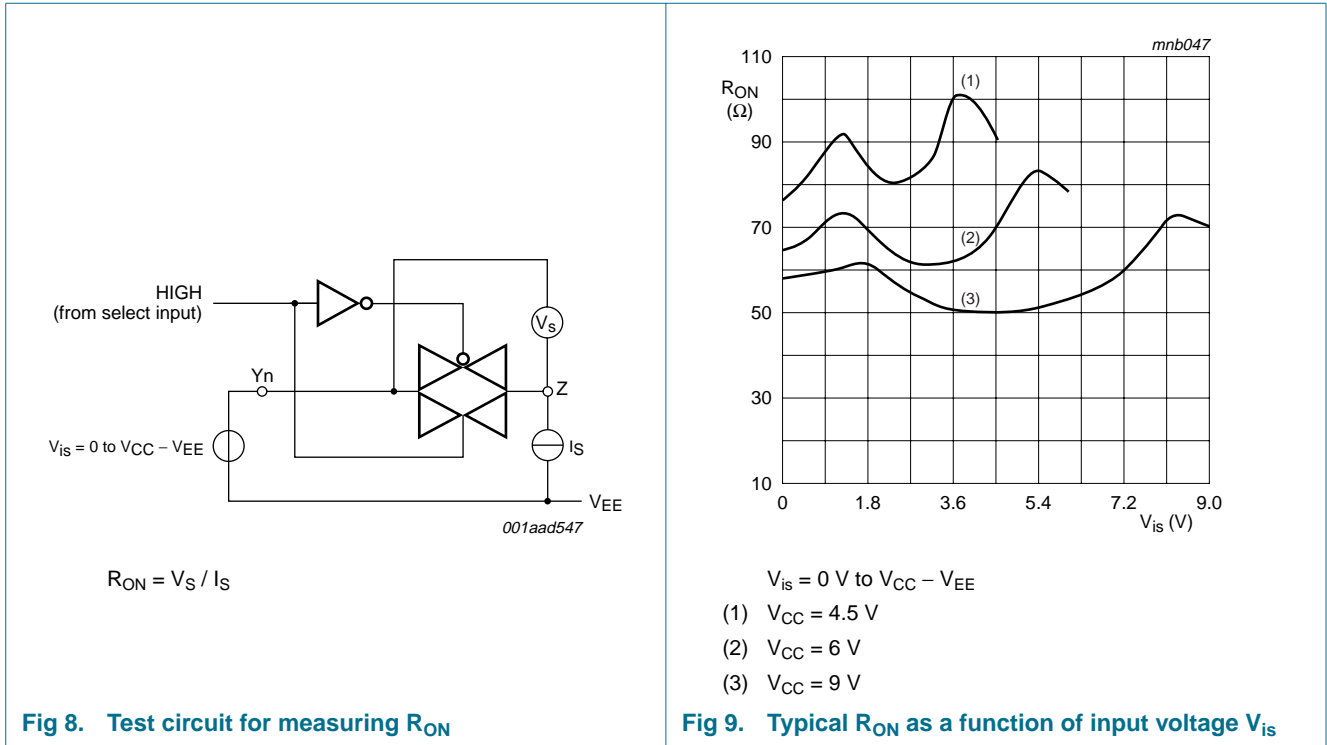 HIGH
(from select input)
Vs
Yn
Z
Vis = 0 to VCC − VEE
IS
VEE
001aad547
RON = VS / IS
Fig 8. Test circuit for measuring RON
mnb047
110
RON
(Ω)
90
70
50
30
10
(1)
(2)
(3)
0 1.8 3.6 5.4 7.2 9.0
Vis (V)
Vis = 0 V to VCC − VEE
(1) VCC = 4.5 V
(2) VCC = 6 V
(3) VCC = 9 V
Fig 9. Typical RON as a function of input voltage Vis